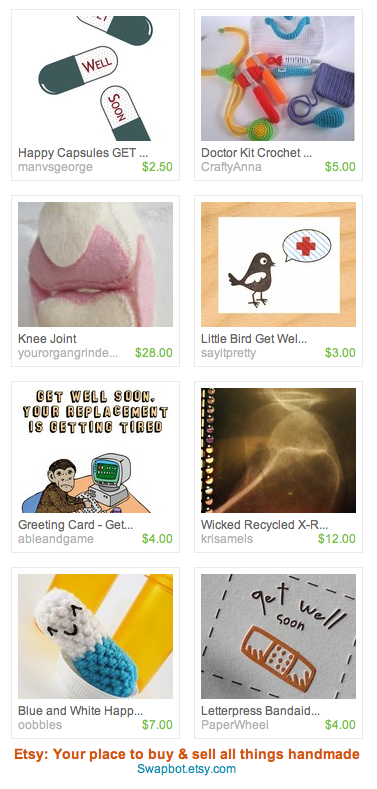 GET
WELL
SOON
Happy Capsules GET ...
manvsgeorge $2.50
Doctor Kit Crochet ...
CraftyAnna $5.00
Knee Joint
yourorgangrinde... $28.00
Little Bird Get Wel...
sayitpretty $3.00
GET WELL SOON.
YOUR REPLACEMENT
IS GETTING TIRED
Greeting Card - Get...
ableandgame $4.00
Wicked Recycled X-R...
krisamels $12.00
Blue and White Happ...
oobbles $7.00
get well
soon
Letterpress Bandaid...
PaperWheel $4.00
Etsy: Your place to buy & sell all things handmade
Swapbot.etsy.com